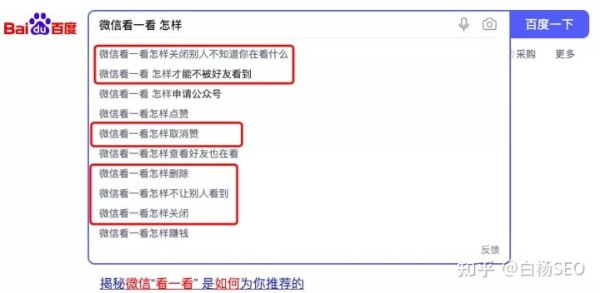 Bai du 百度
微信看一看 怎样
百度一下
微信看一看怎样关闭别人不知道你在看什么
采购 更多
微信看一看 怎样才能不被好友看到
微信看一看 怎样申请公众号
微信看一看怎样点赞
微信看一看怎样取消赞
微信看一看怎样查看好友也在看
微信看一看怎样删除
微信看一看怎样不让别人看到
微信看一看怎样关闭
微信看一看怎样赚钱
反馈
知乎 @白杨SEO
揭秘微信"看一看" 是如何为你推荐的